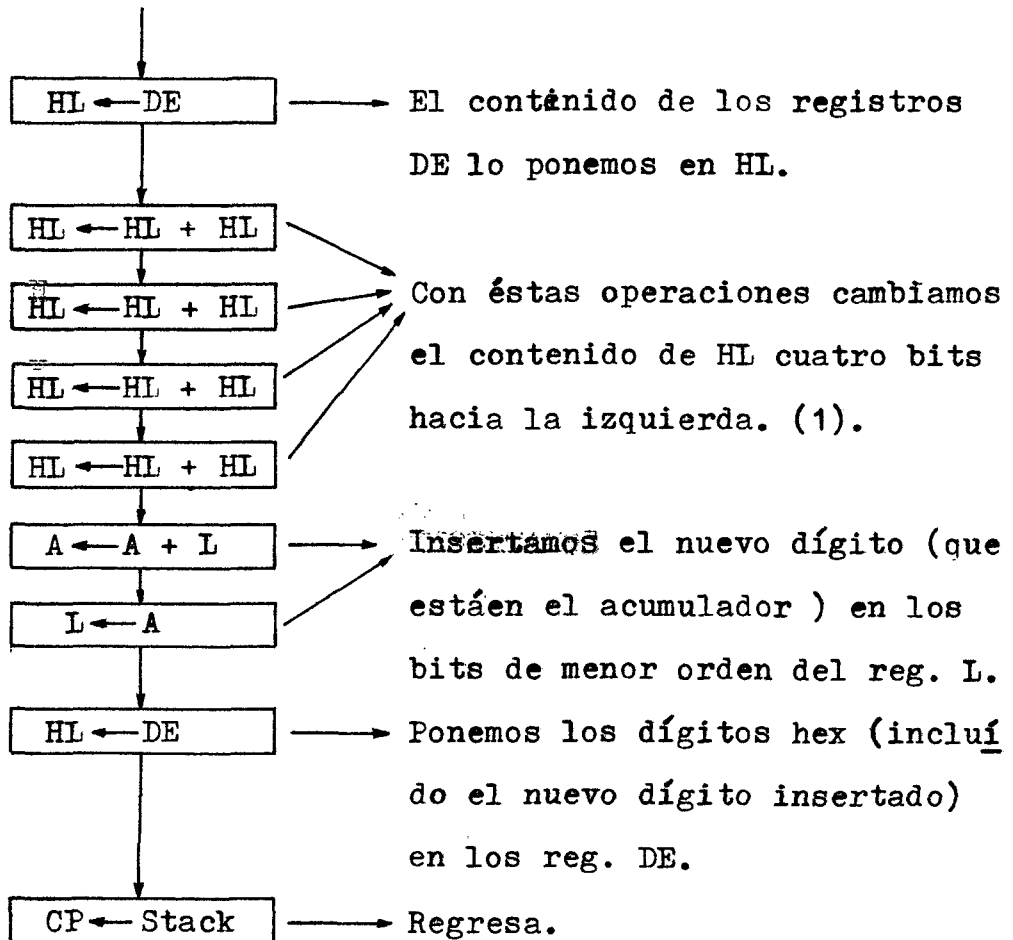 HL ← DE
El contenido de los registros
DE lo ponemos en HL.
HL ← HL + HL
HL ← HL + HL
Con éstas operaciones cambiamos
el contenido de HL cuatro bits
HL ← HL + HL
hacia la izquierda. (1).
HL ← HL + HL
A ← A + L
Insertamos el nuevo dígito (que
estáen el acumulador ) en los
L ← A
bits de menor orden del reg. L.
HL ← DE
Ponemos los dígitos hex (incluí
do el nuevo dígito insertado)
en los reg. DE.
CP ← Stack
Regresa.